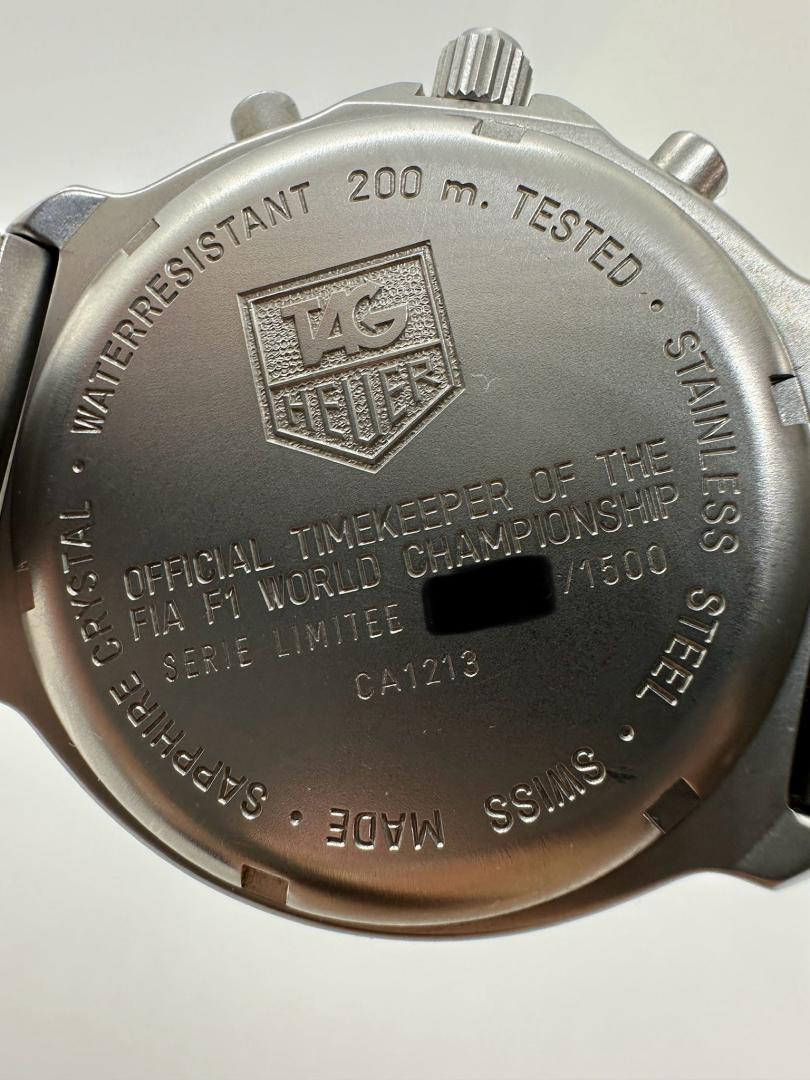 WATERRESISTANT 200 m. TESTED • STAINLESS STEEL • SWISS MADE • SAPPHIRE CRYSTAL •
TAG
HEUER
OFFICIAL TIMEKEEPER OF THE
FIA F1 WORLD CHAMPIONSHIP
SERIE LIMITEE /1500
CA1213